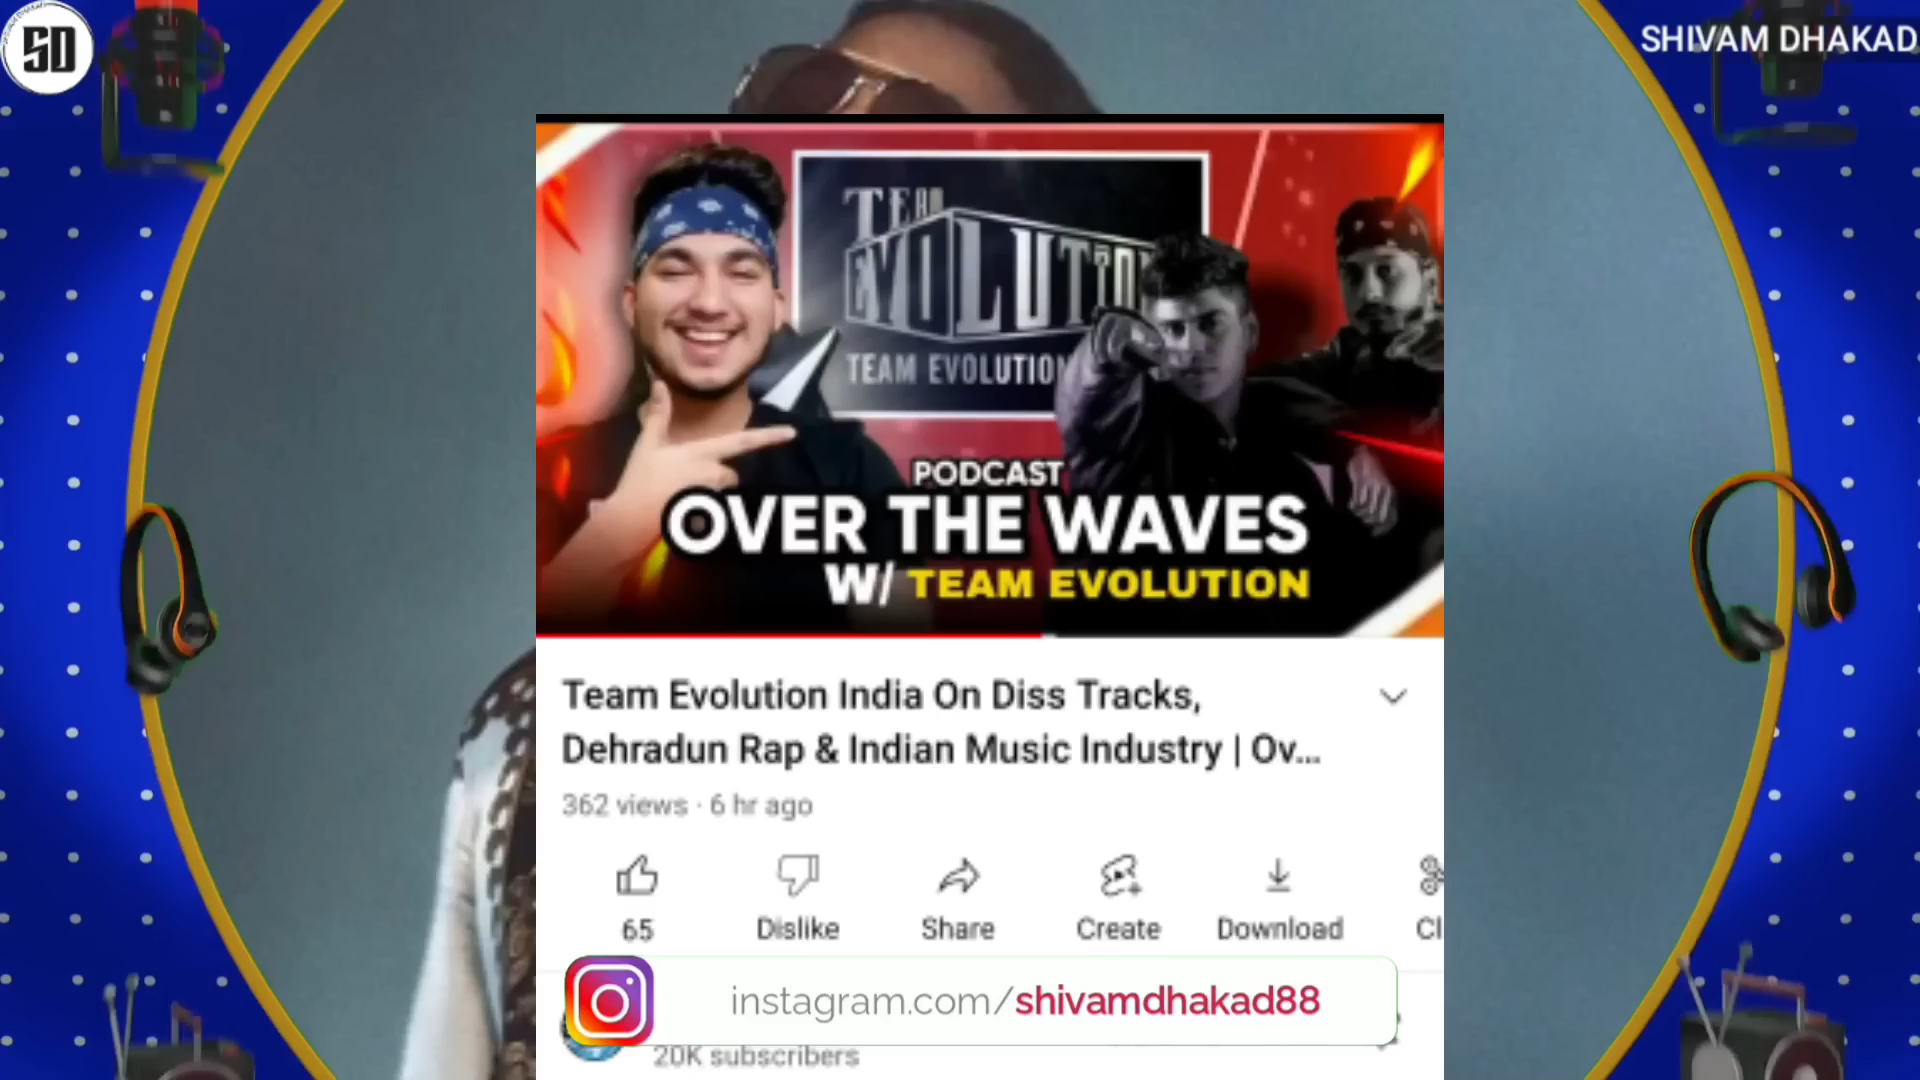 SD
SHIVAM DHAKAD
TEAM
EVOLUTION
TEAM EVOLUTION
PODCAST
OVER THE WAVES
W/ TEAM EVOLUTION
Team Evolution India On Diss Tracks,
Dehradun Rap & Indian Music Industry | Ov...
362 views · 6 hr ago
65
Dislike
Share
Create
Download
Cl
instagram.com/shivamdhakad88
20K subscribers